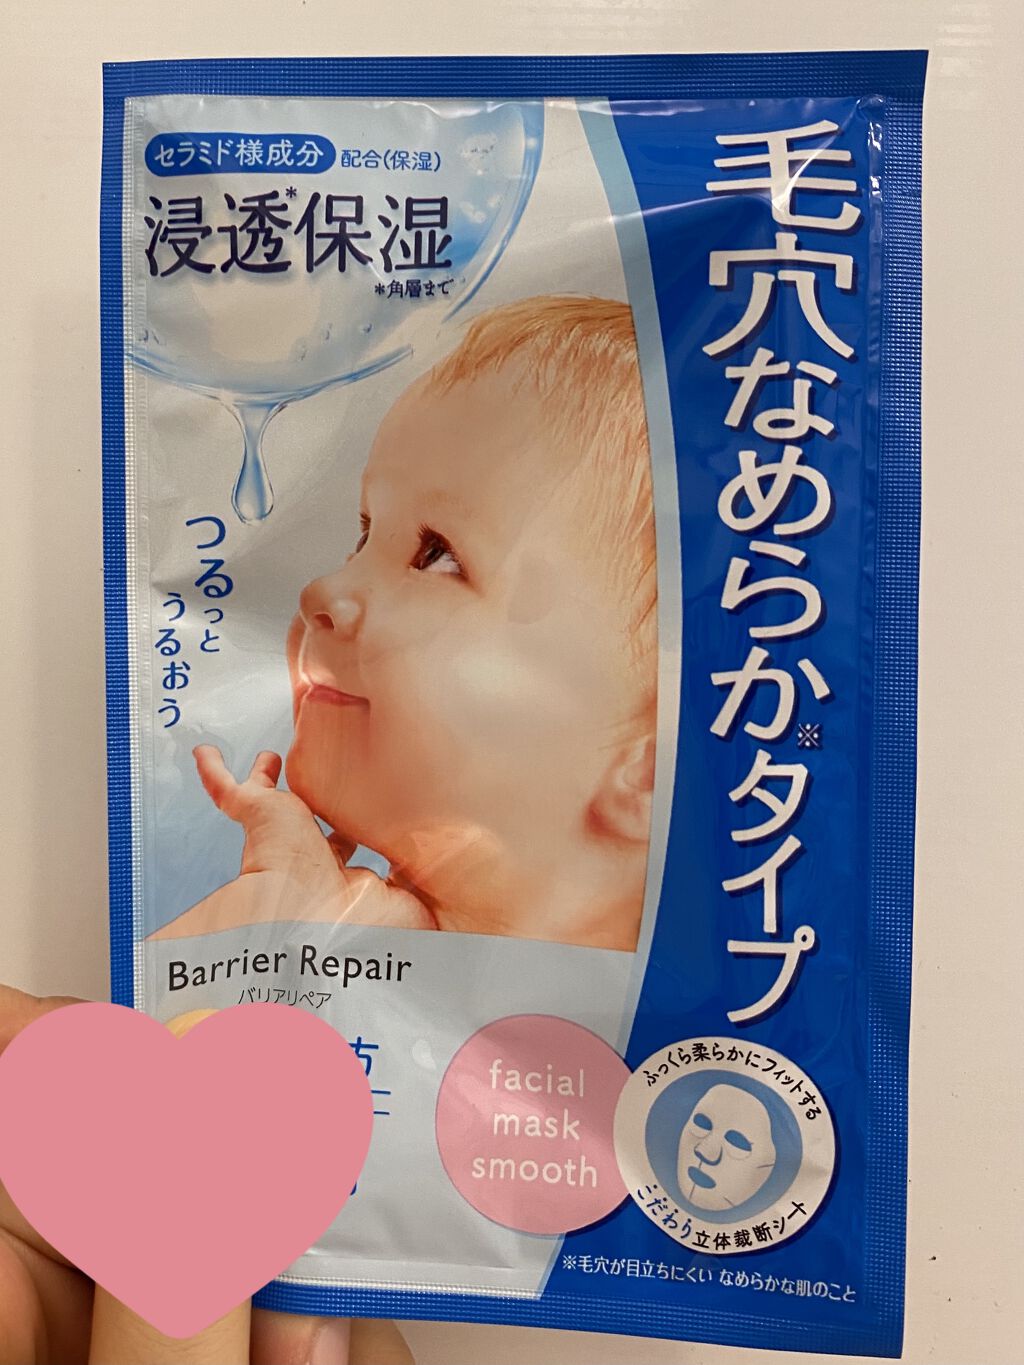 セラミド様成分 配合(保湿)
浸透*保湿
*角層まで
毛穴なめらか※タイプ
つるっと
うるおう
Barrier Repair
バリアリペア
方
facial
mask
smooth
ふっくら柔らかにフィットする
こだわり立体裁断シート
※毛穴が目立ちにくい なめらかな肌のこと